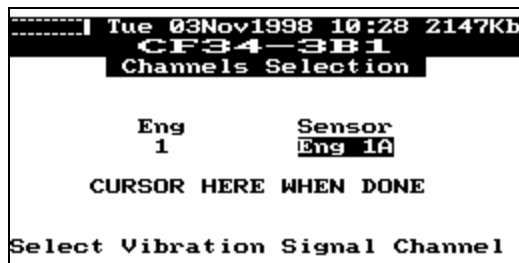 Tue 03Nov1998 10:28 2147Kb
CF34-3B1
Channels Selection
Eng Sensor
1 Eng 1A
CURSOR HERE WHEN DONE
Select Vibration Signal Channel